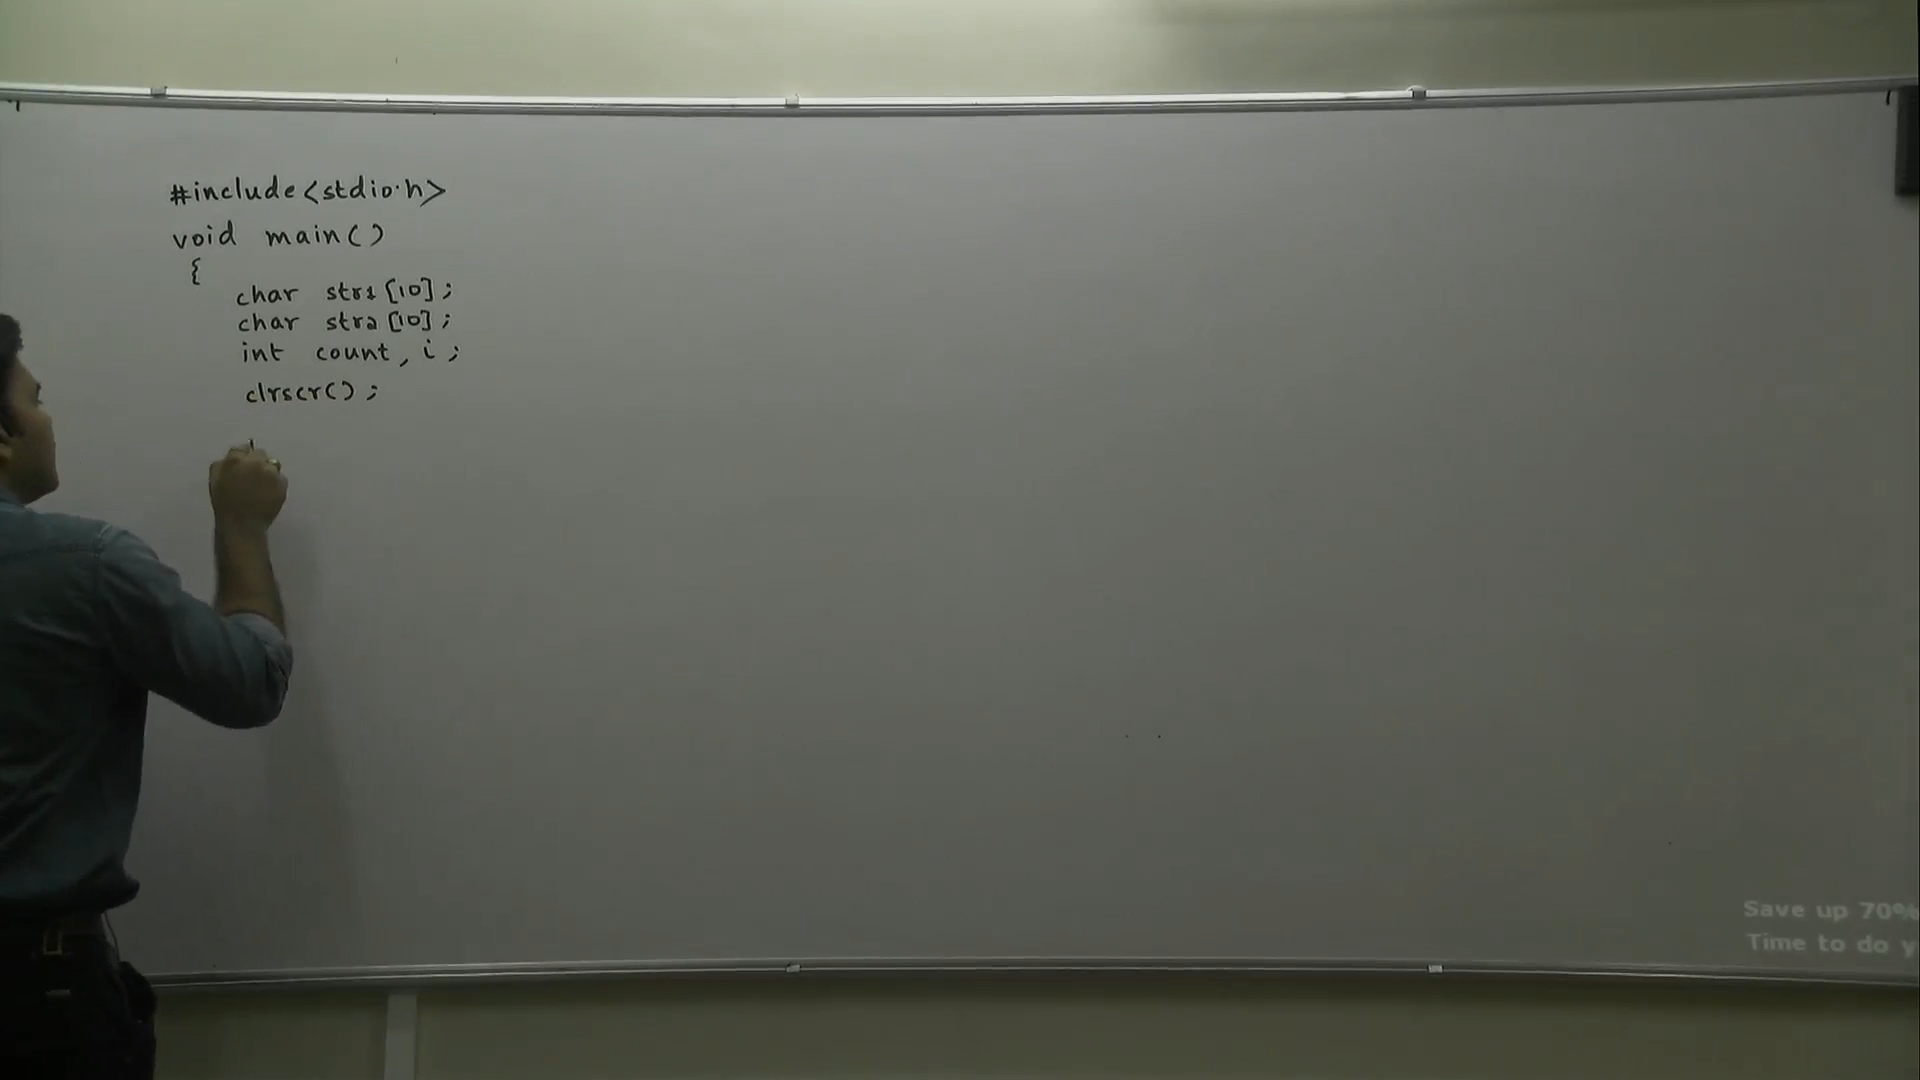 #include<stdio.h>
void main()
{
char str1[10];
char str2[10];
int count, i;
clrscr();
Save up 70%
Time to do y